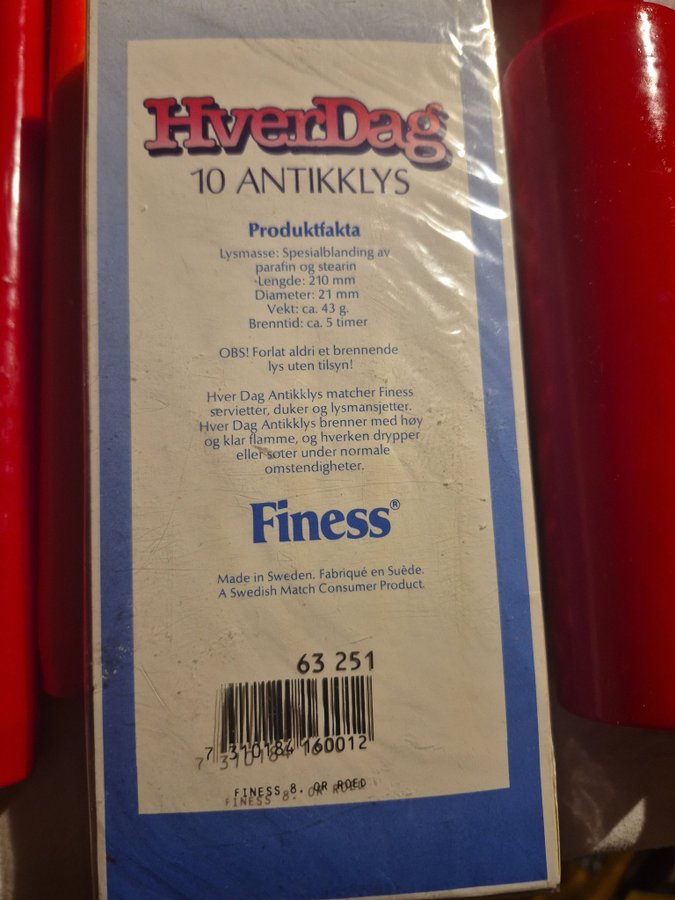 HverDag
10 ANTIKKLYS
Produktfakta
Lysmasse: Spesialblanding av
parafin og stearin
Lengde: 210 mm
Diameter: 21 mm
Vekt: ca. 43 g.
Brenntid: ca. 5 timer
OBS! Forlat aldri et brennende
lys uten tilsyn!
Hver Dag Antikklys matcher Finess
servietter, duker og lysmansjetter.
Hver Dag Antikklys brenner med høy
og klar flamme, og hverken drypper
eller soter under normale
omstendigheter.
Finess®
Made in Sweden. Fabriqué en Suède.
A Swedish Match Consumer Product.
63 251
7 310184 160012
FINESS 8. OR ROED